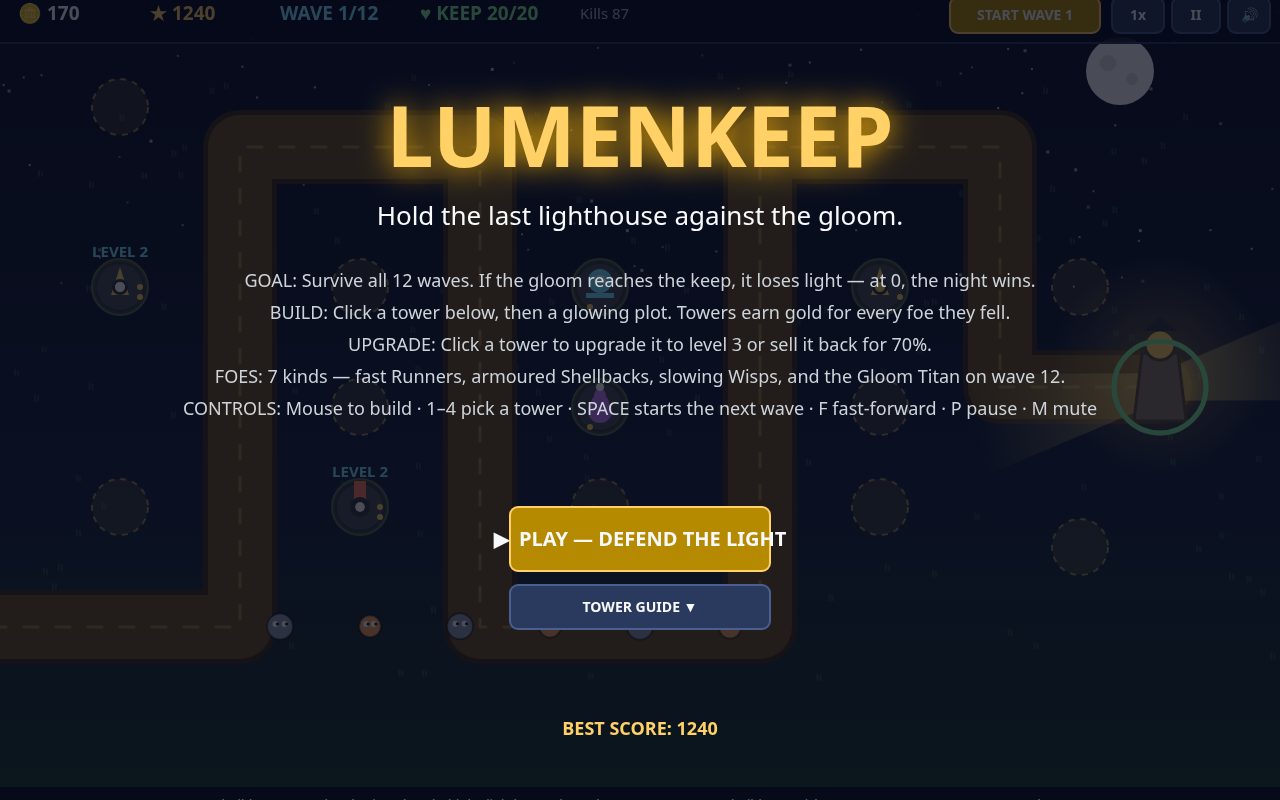 170
★ 1240
WAVE 1/12
♥ KEEP 20/20
Kills 87
START WAVE 1
1x
II
LUMENKEEP
Hold the last lighthouse against the gloom.
LEVEL 2
GOAL: Survive all 12 waves. If the gloom reaches the keep, it loses light — at 0, the night wins.
BUILD: Click a tower below, then a glowing plot. Towers earn gold for every foe they fell.
UPGRADE: Click a tower to upgrade it to level 3 or sell it back for 70%.
FOES: 7 kinds — fast Runners, armoured Shellbacks, slowing Wisps, and the Gloom Titan on wave 12.
CONTROLS: Mouse to build · 1–4 pick a tower · SPACE starts the next wave · F fast-forward · P pause · M mute
LEVEL 2
▶ PLAY — DEFEND THE LIGHT
TOWER GUIDE ▼
BEST SCORE: 1240